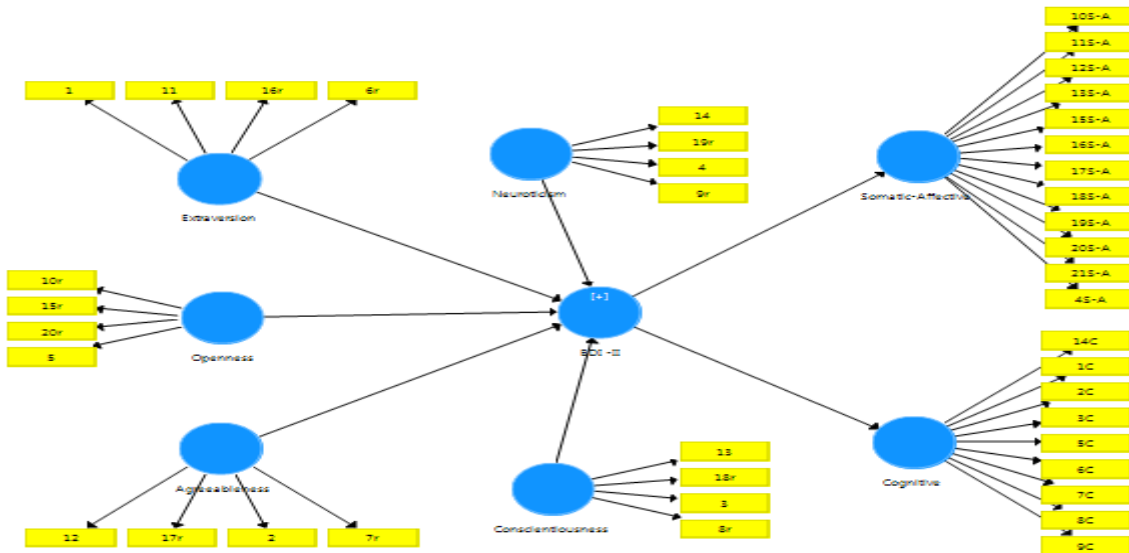 1
11
16r
6r
Extraversion
10r
15r
20r
5
Openness
Agreeableness
12
17r
2
7r
14
19r
4
9r
Neuroticism
[+]
BDI -II
13
18r
3
8r
Conscientiousness
10S-A
11S-A
12S-A
13S-A
15S-A
16S-A
17S-A
18S-A
19S-A
20S-A
21S-A
4S-A
Somatic-Affective
14C
1C
2C
3C
5C
6C
7C
8C
9C
Cognitive